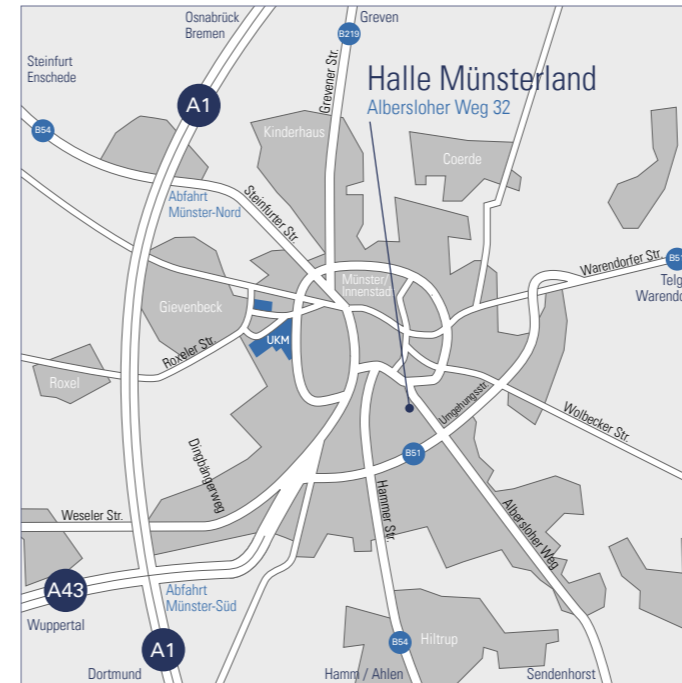 Osnabrück
Bremen
Greven
B219
Steinfurt
Enschede
Grevener Str.
Halle Münsterland
Albersloher Weg 32
A1
B54
Kinderhaus
Coerde
Abfahrt
Münster-Nord
Steinfurter Str.
Warendorfer Str.
B51
Telg
Warendo
Münster/
Innenstad
Gievenbeck
UKM
Roxeler Str.
Roxel
Umgehungsstr.
Wolbecker Str.
Dingbängerweg
B51
Weseler Str.
Hammer Str.
Albersloher Weg
A43
Abfahrt
Münster-Süd
Wuppertal
A1
B54
Hiltrup
Dortmund
Hamm / Ahlen
Sendenhorst